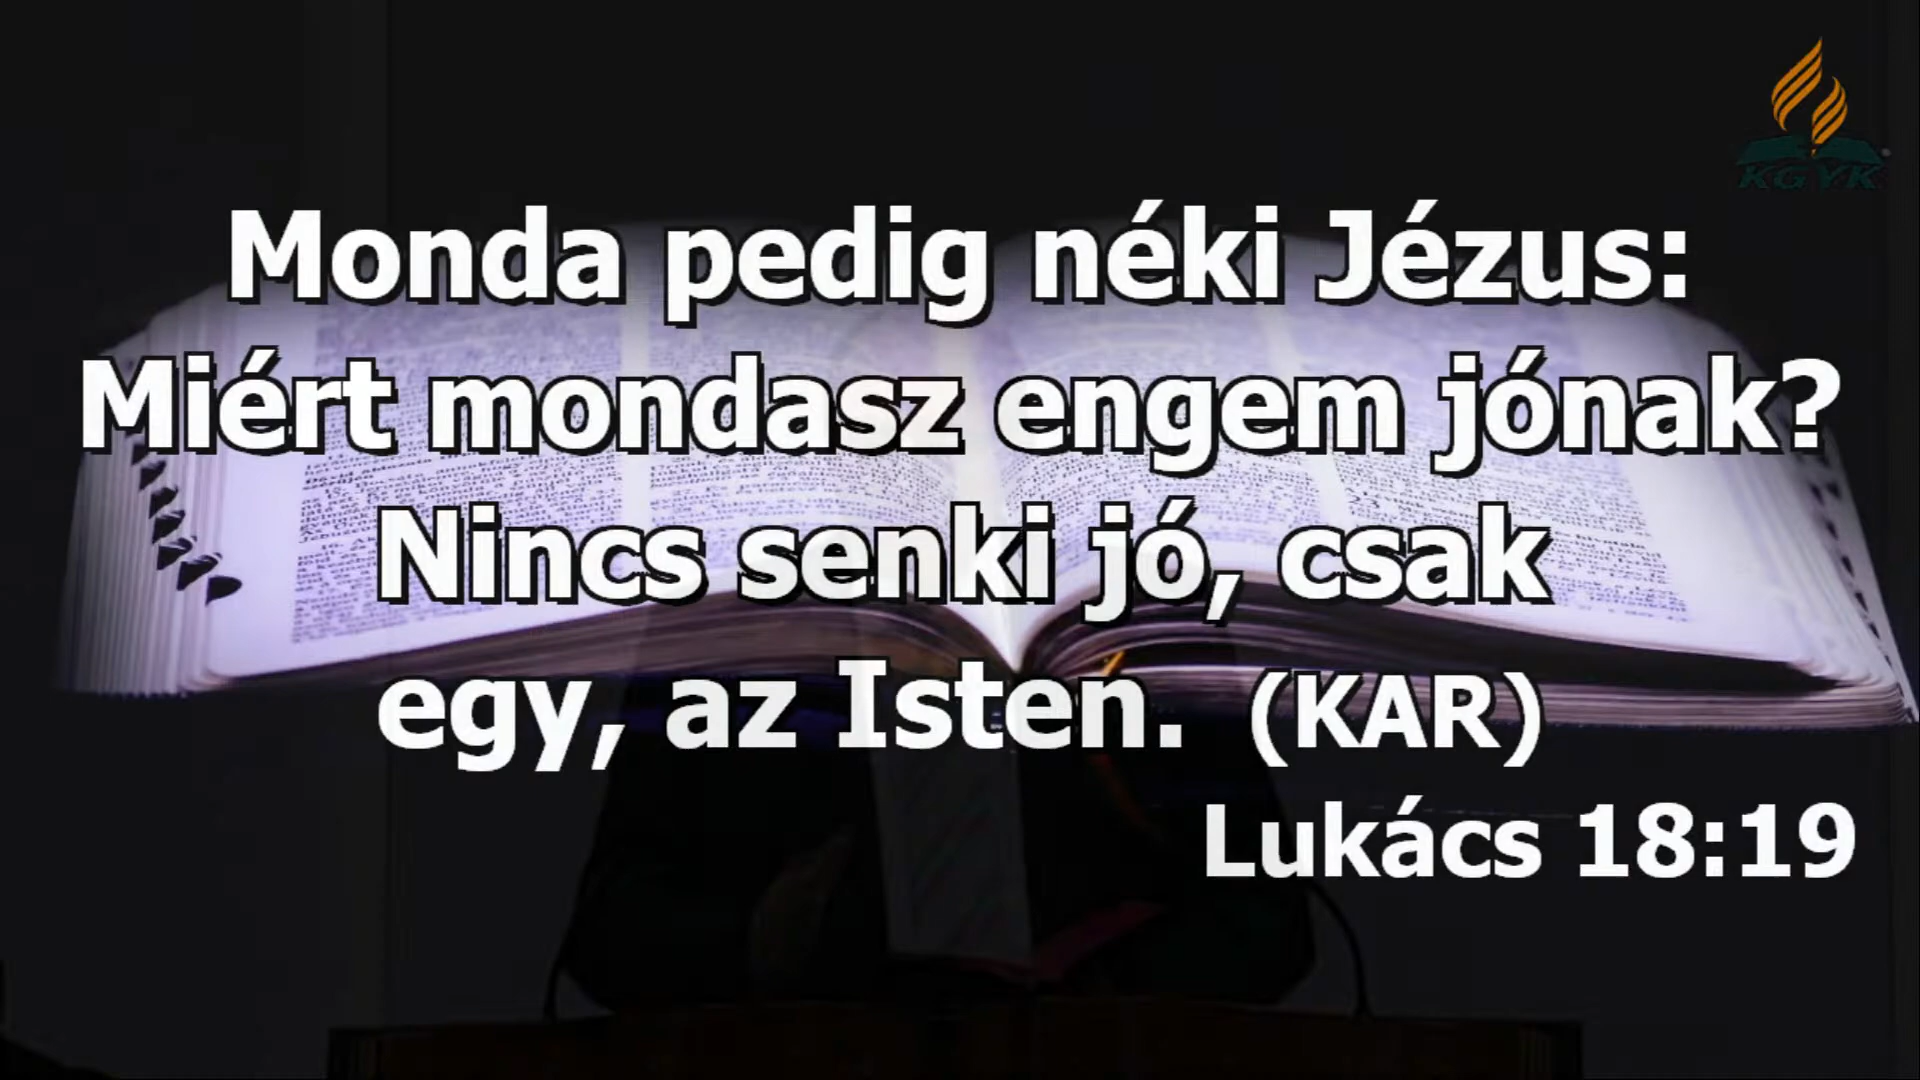 KGYK
Monda pedig néki Jézus:
Miért mondasz engem jónak?
Nincs senki jó, csak
egy, az Isten. (KAR)
Lukács 18:19